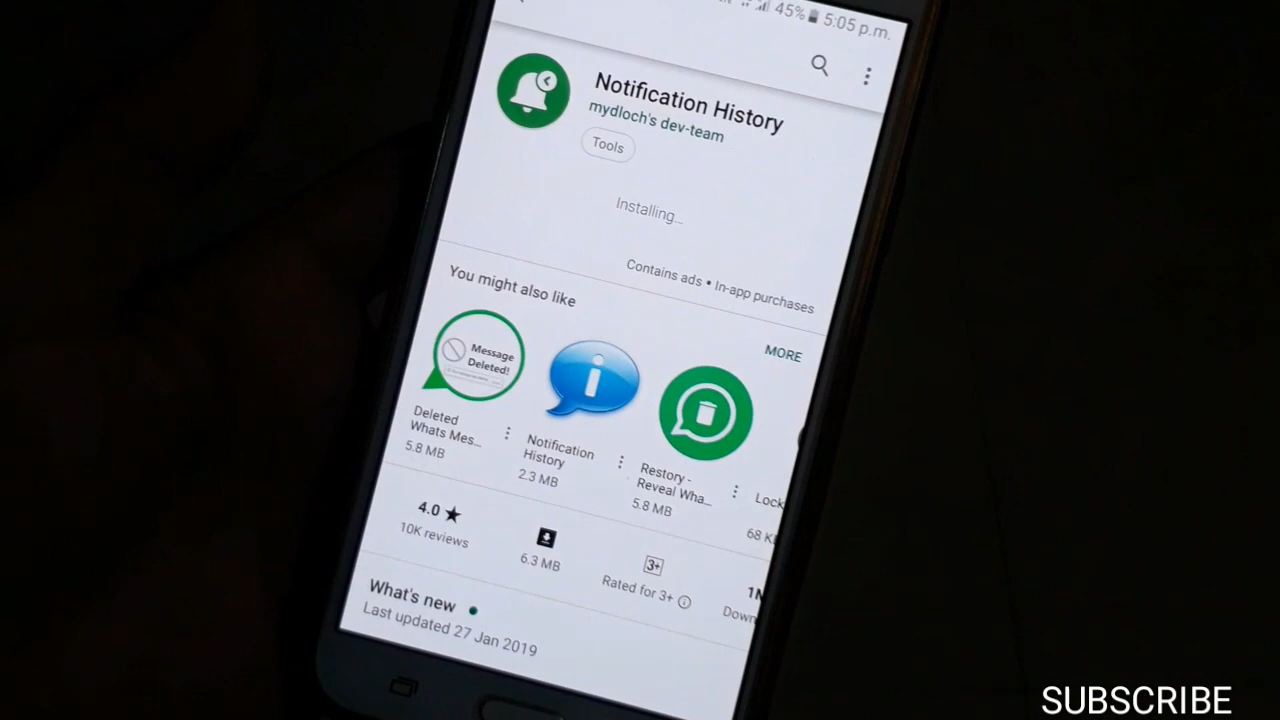 45% 5:05 p.m.
Notification History
mydloch's dev-team
Tools
Installing...
Contains ads • In-app purchases
You might also like
MORE
Message
Deleted!
Deleted
Whats Mes...
5.8 MB
Notification
History
2.3 MB
Restory -
Reveal Wha...
5.8 MB
Lock
68 K
4.0 ★
10K reviews
6.3 MB
3+
Rated for 3+
1M
Down
What's new
Last updated 27 Jan 2019
SUBSCRIBE